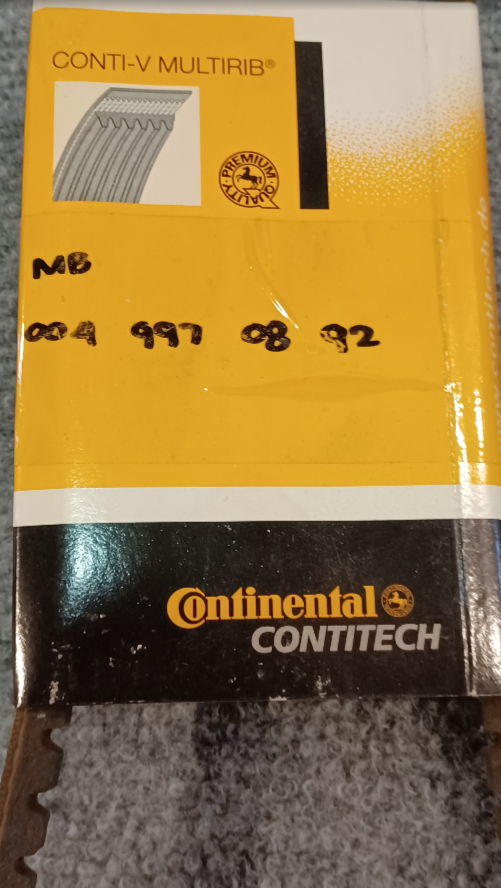 CONTI-V MULTIRIB®
PREMIUM
QUALITY
MB
004 997 08 92
Continental
CONTITECH